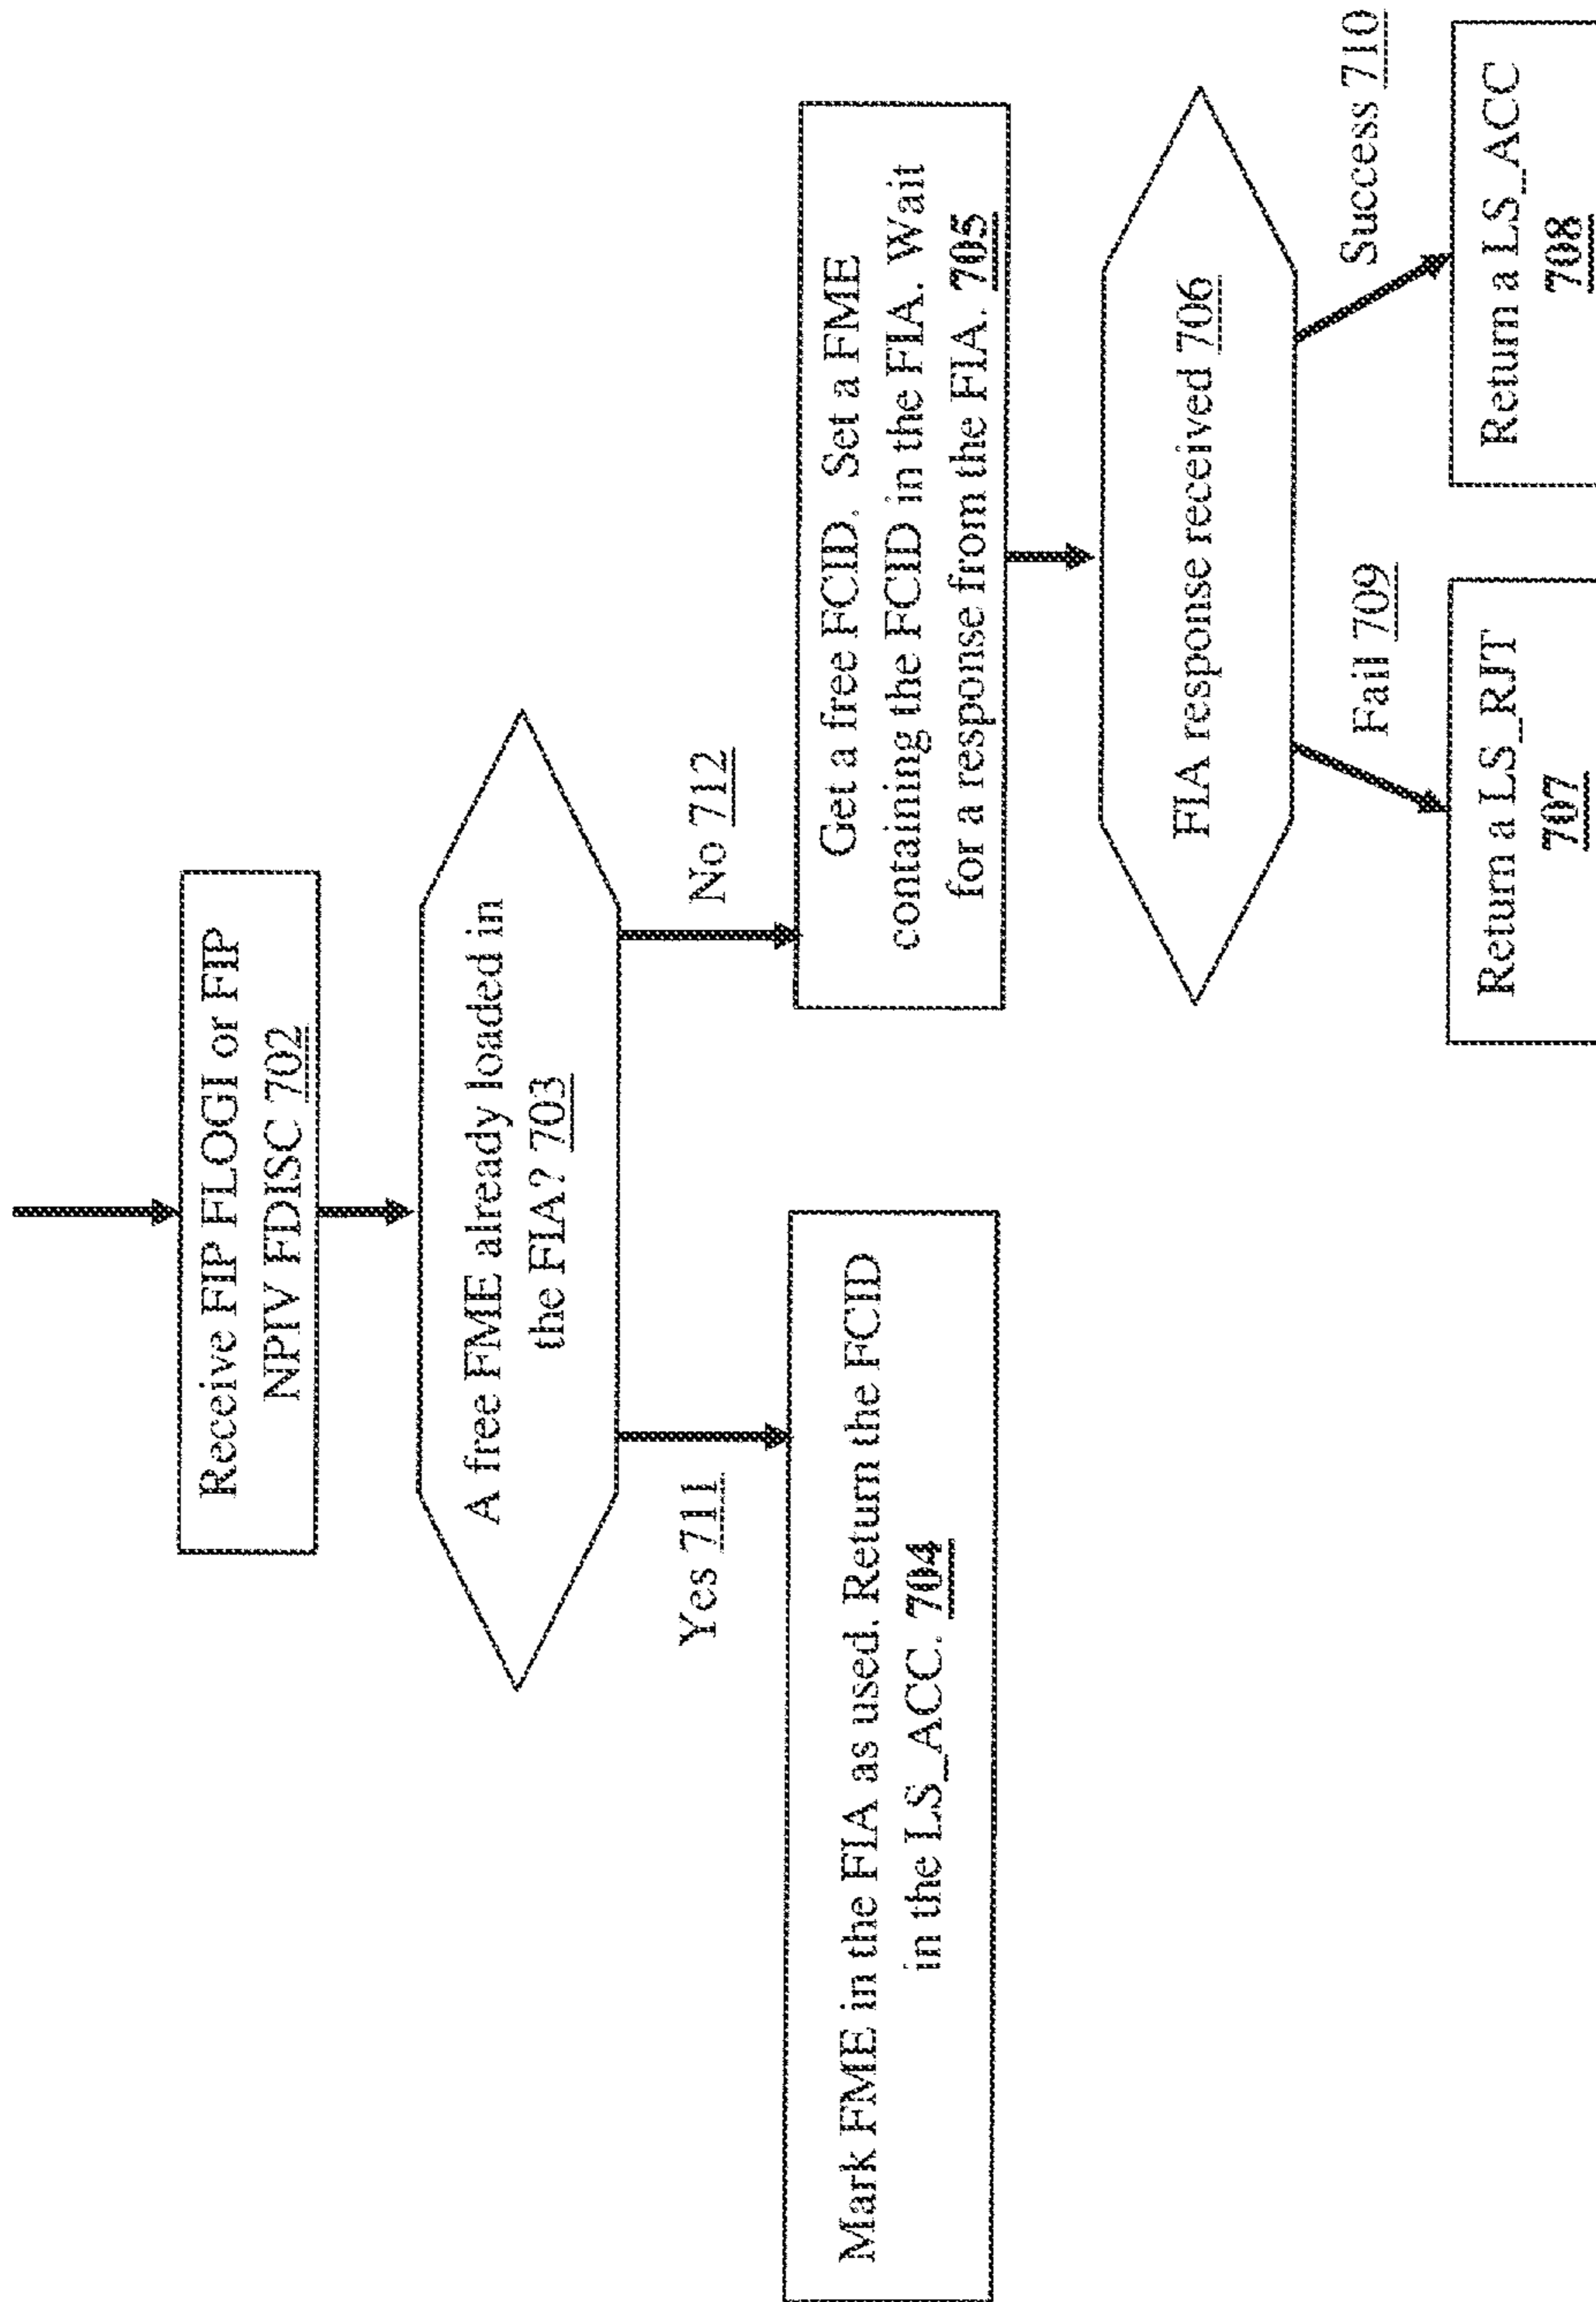 Receive FIP FLOGI or FIP
NPIV FDISC 702
A free FME already loaded in
the FIA? 703
Yes 711
No 712
Mark FME in the FIA as used. Return the FCID
in the LS_ACC. 704
Get a free FCID. Set a FME
containing the FCID in the FIA. Wait
for a response from the FIA. 705
FIA response received 706
Fail 709
Success 710
Return a LS_RJT
707
Return a LS_ACC
708